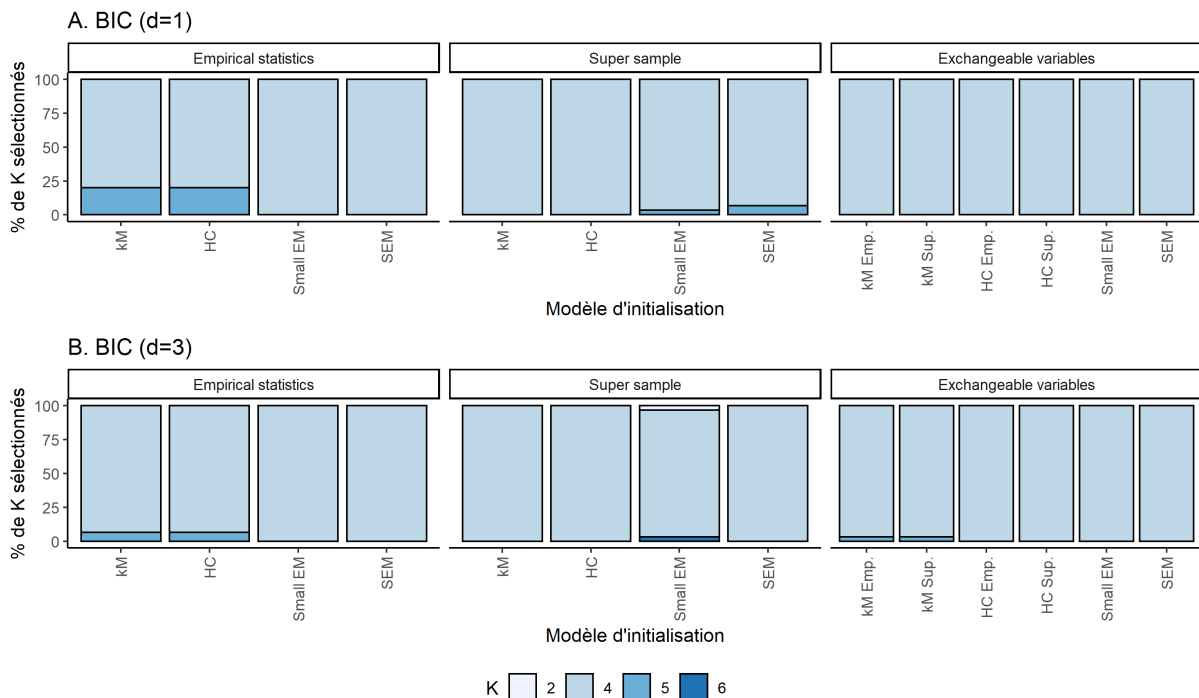 A. BIC (d=1)
Empirical statistics
Super sample
Exchangeable variables
% de K sélectionnés
100
75
50
25
0
kM
HC
Small EM
SEM
kM
HC
Small EM
SEM
kM Emp.
kM Sup.
HC Emp.
HC Sup.
Small EM
SEM
Modèle d'initialisation
B. BIC (d=3)
Empirical statistics
Super sample
Exchangeable variables
% de K sélectionnés
100
75
50
25
0
kM
HC
Small EM
SEM
kM
HC
Small EM
SEM
kM Emp.
kM Sup.
HC Emp.
HC Sup.
Small EM
SEM
Modèle d'initialisation
K 2 4 5 6